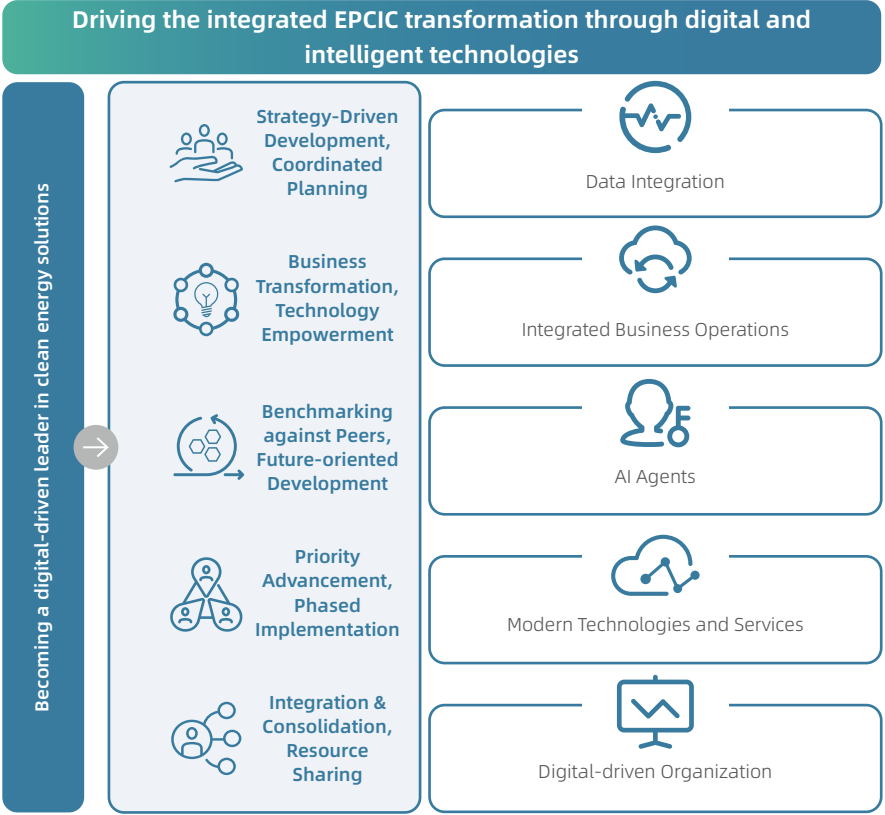 Driving the integrated EPCIC transformation through digital and
intelligent technologies
Becoming a digital-driven leader in clean energy solutions
Strategy-Driven
Development,
Coordinated
Planning
Business
Transformation,
Technology
Empowerment
Benchmarking
against Peers,
Future-oriented
Development
Priority
Advancement,
Phased
Implementation
Integration &
Consolidation,
Resource
Sharing
Data Integration
Integrated Business Operations
AI Agents
Modern Technologies and Services
Digital-driven Organization